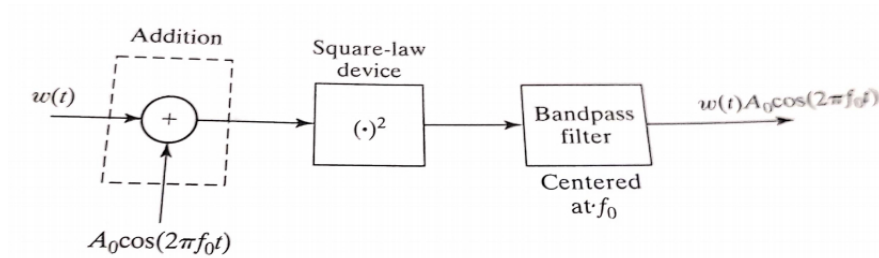 Addition
Square-law
device
w(t)
+
(·)²
Bandpass
filter
w(t)A₀cos(2πf₀t)
Centered
at·f₀
A₀cos(2πf₀t)